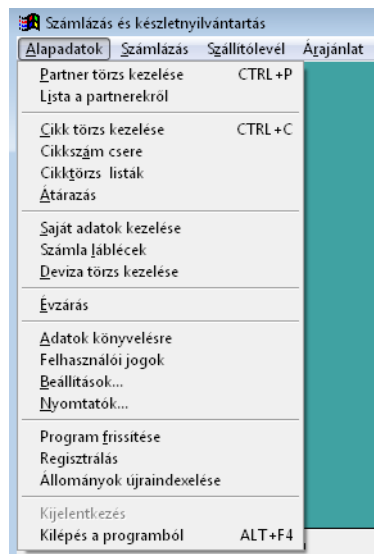 Számlázás és készletnyilvántartás
Alapadatok Számlázás Szállítólevél Árajánlat
Partner törzs kezelése CTRL+P
Lista a partnerekről
Cikk törzs kezelése CTRL+C
Cikkszám csere
Cikktörzs listák
Átárazás
Saját adatok kezelése
Számla láblécek
Deviza törzs kezelése
Évzárás
Adatok könyvelésre
Felhasználói jogok
Beállítások...
Nyomtatók...
Program frissítése
Regisztrálás
Állományok újraindexelése
Kijelentkezés
Kilépés a programból ALT+F4